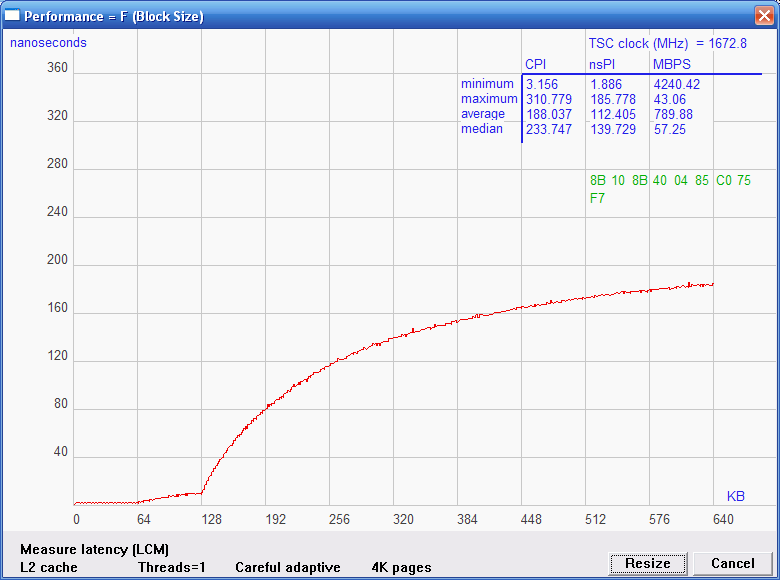 Performance = F (Block Size)
nanoseconds
TSC clock (MHz) = 1672.8
CPI nsPI MBPS
minimum 3.156 1.886 4240.42
maximum 310.779 185.778 43.06
average 188.037 112.405 789.88
median 233.747 139.729 57.25
8B 10 8B 40 04 85 C0 75
F7
360
320
280
240
200
160
120
80
40
KB
0 64 128 192 256 320 384 448 512 576 640
Measure latency (LCM)
L2 cache Threads=1 Careful adaptive 4K pages
Resize Cancel